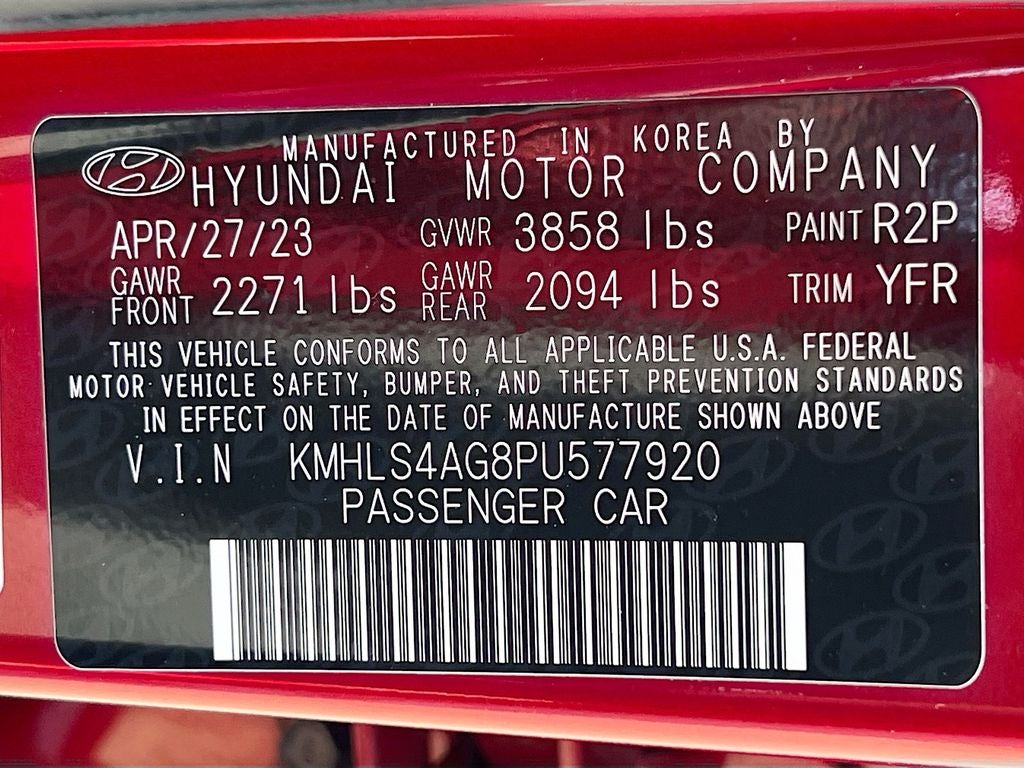 MANUFACTURED IN KOREA BY
HYUNDAI MOTOR COMPANY
APR/27/23 GVWR 3858 lbs PAINT R2P
GAWR FRONT 2271 lbs GAWR REAR 2094 lbs TRIM YFR
THIS VEHICLE CONFORMS TO ALL APPLICABLE U.S.A. FEDERAL
MOTOR VEHICLE SAFETY, BUMPER, AND THEFT PREVENTION STANDARDS
IN EFFECT ON THE DATE OF MANUFACTURE SHOWN ABOVE
V.I.N KMHLS4AG8PU577920
PASSENGER CAR